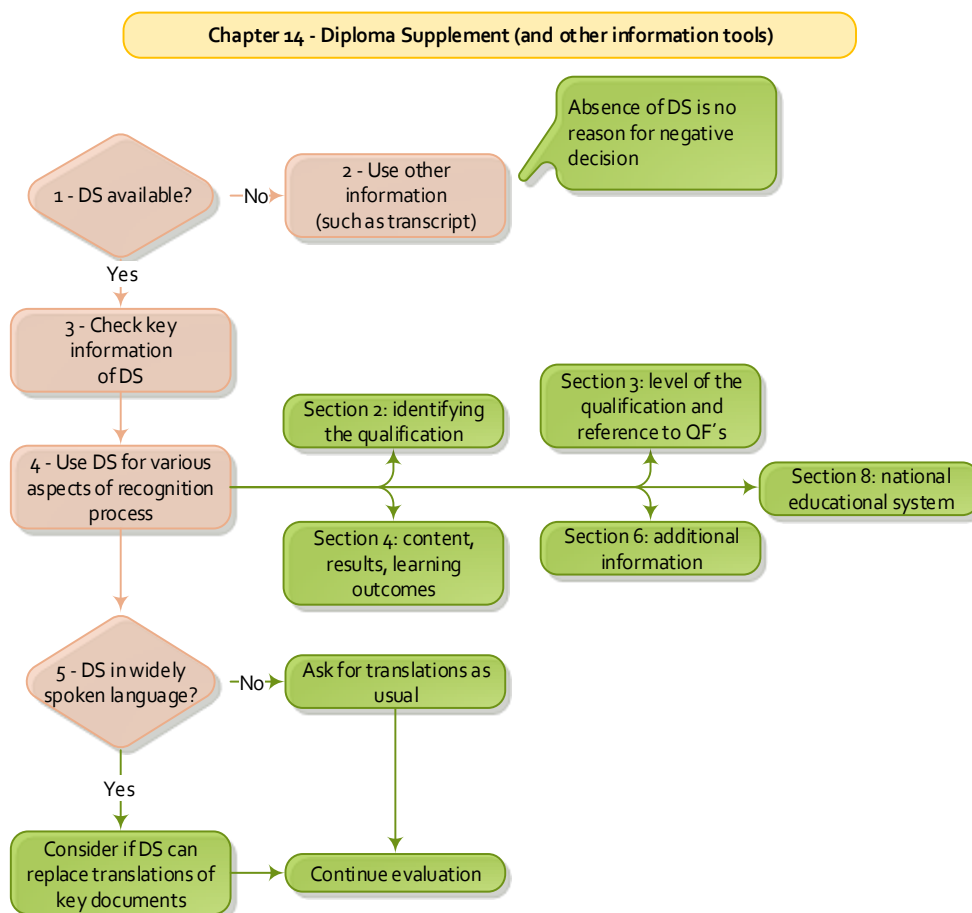 Chapter 14 - Diploma Supplement (and other information tools)
Absence of DS is no
reason for negative
decision
1 - DS available?
No
2 - Use other
information
(such as transcript)
Yes
3 - Check key
information
of DS
Section 2: identifying
the qualification
Section 3: level of the
qualification and
reference to QF´s
4 - Use DS for various
aspects of recognition
process
Section 8: national
educational system
Section 4: content,
results, learning
outcomes
Section 6: additional
information
5 - DS in widely
spoken language?
No
Ask for translations as
usual
Yes
Consider if DS can
replace translations of
key documents
Continue evaluation